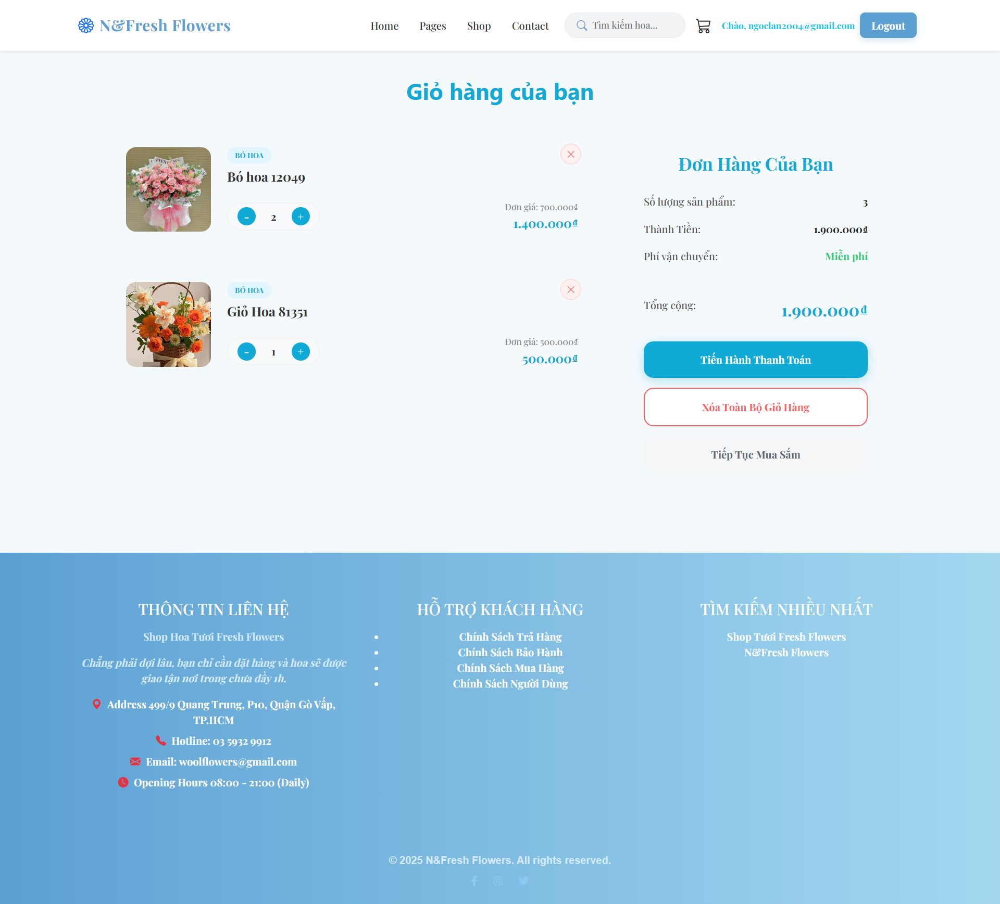 N&Fresh Flowers
Home
Pages
Shop
Contact
Tìm kiếm hoa...
Chào, ngoclan2004@gmail.com
Logout
Giỏ hàng của bạn
BÓ HOA
Bó hoa 12049
-
2
+
Đơn giá: 700.000₫
1.400.000₫
BÓ HOA
Giỏ Hoa 81351
-
1
+
Đơn giá: 500.000₫
500.000₫
Đơn Hàng Của Bạn
Số lượng sản phẩm: 3
Thành Tiền: 1.900.000₫
Phí vận chuyển: Miễn phí
Tổng cộng: 1.900.000₫
Tiến Hành Thanh Toán
Xóa Toàn Bộ Giỏ Hàng
Tiếp Tục Mua Sắm
THÔNG TIN LIÊN HỆ
Shop Hoa Tươi Fresh Flowers
Chẳng phải đợi lâu, bạn chỉ cần đặt hàng và hoa sẽ được
giao tận nơi trong chưa đầy 1h.
Address 499/9 Quang Trung, P10, Quận Gò Vấp,
TP.HCM
Hotline: 03 5932 9912
Email: woolflowers@gmail.com
Opening Hours 08:00 - 21:00 (Daily)
HỖ TRỢ KHÁCH HÀNG
Chính Sách Trả Hàng
Chính Sách Bảo Hành
Chính Sách Mua Hàng
Chính Sách Người Dùng
TÌM KIẾM NHIỀU NHẤT
Shop Tươi Fresh Flowers
N&Fresh Flowers
© 2025 N&Fresh Flowers. All rights reserved.